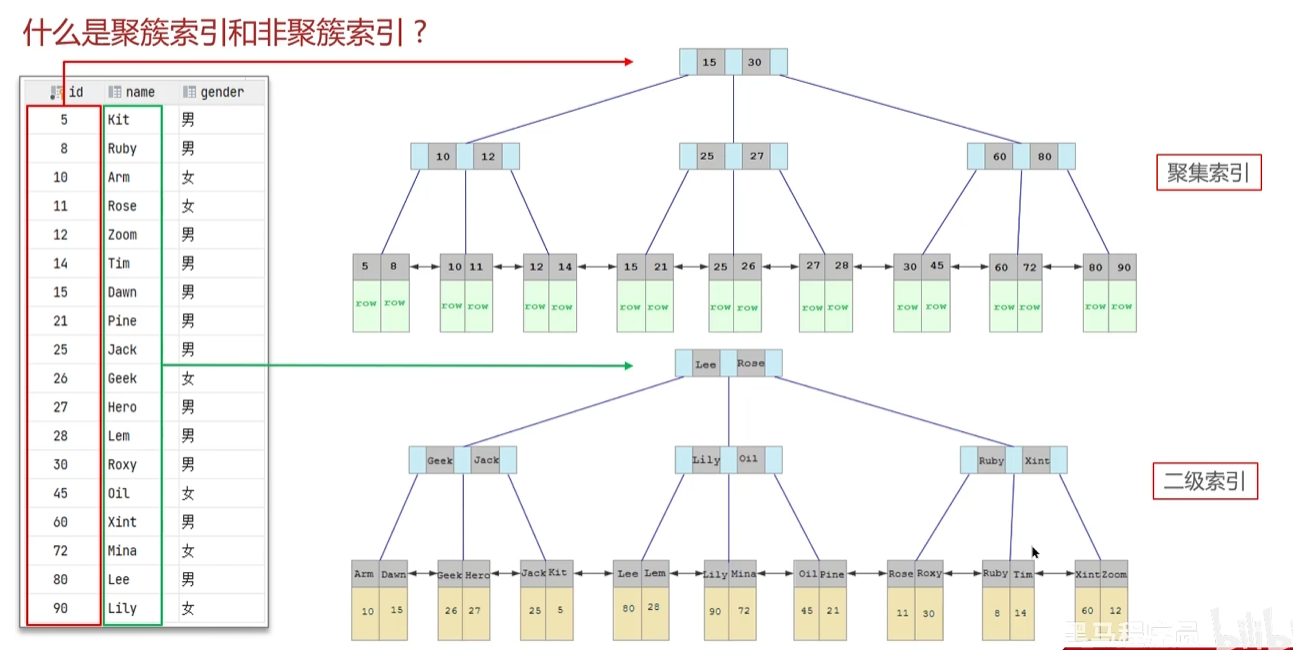 什么是聚簇索引和非聚簇索引？
id name gender
5 Kit 男
8 Ruby 男
10 Arm 女
11 Rose 女
12 Zoom 男
14 Tim 男
15 Dawn 男
21 Pine 男
25 Jack 男
26 Geek 女
27 Hero 男
28 Lem 男
30 Roxy 男
45 Oil 女
60 Xint 男
72 Mina 女
80 Lee 男
90 Lily 女
15 30
10 12 25 27 60 80
聚集索引
5 8 10 11 12 14 15 21 25 26 27 28 30 45 60 72 80 90
row row row row row row row row row row row row row row row row row row
Lee Rose
Geek Jack Lily Oil Ruby Xint
二级索引
Arm Dawn Geek Hero Jack Kit Lee Lem Lily Mina Oil Pine Rose Roxy Ruby Tim Xint Zoom
10 15 26 27 25 5 80 28 90 72 45 21 11 30 8 14 60 12
黑马程序员 bilibili